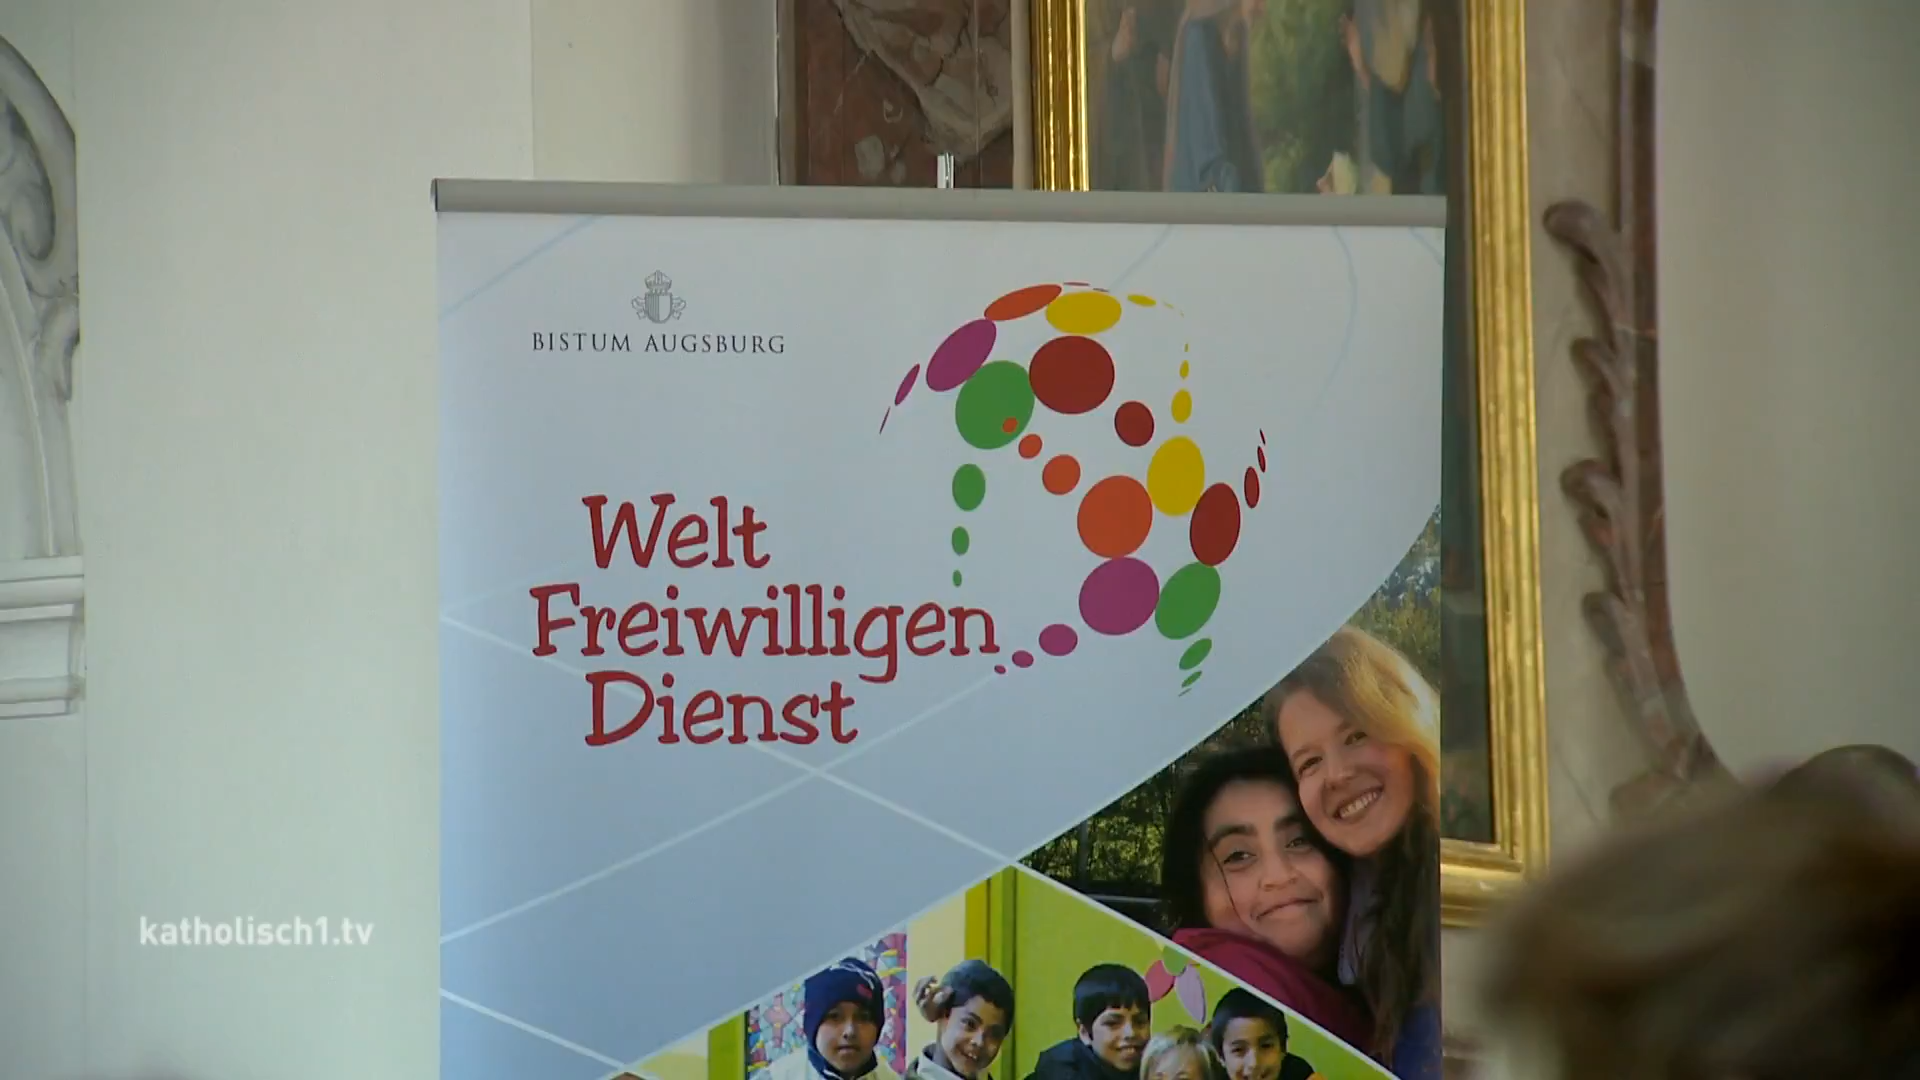 BISTUM AUGSBURG
Welt
Freiwilligen
Dienst
katholisch1.tv